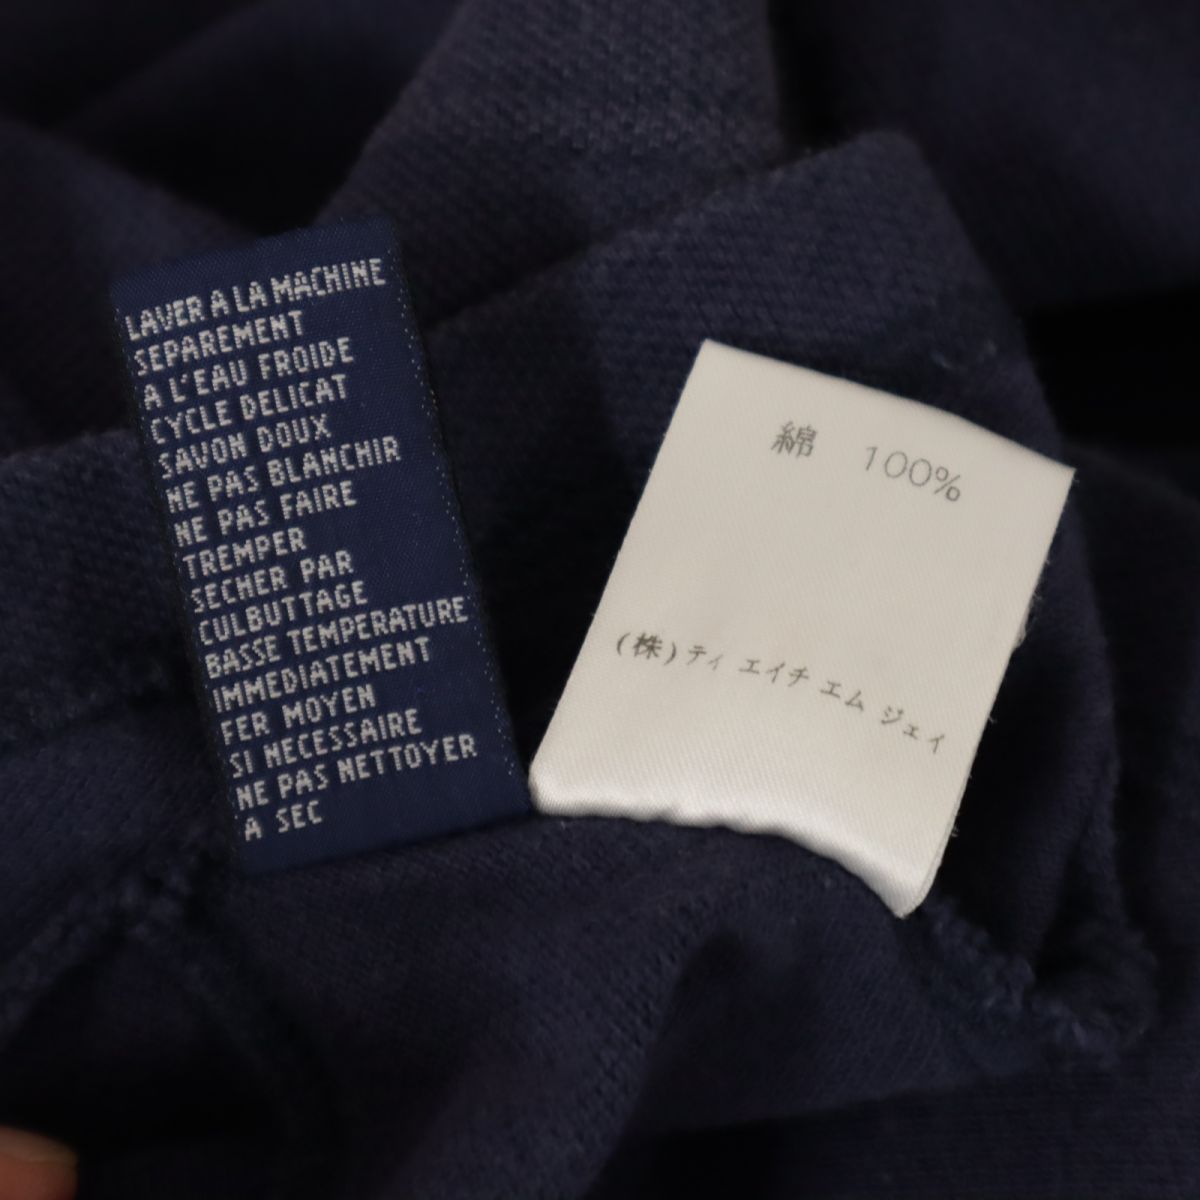 LAVER A LA MACHINE
SEPAREMENT
A L'EAU FROIDE
CYCLE DELICAT
SAVON DOUX
NE PAS BLANCHIR
NE PAS FAIRE
TREMPER
SECHER PAR
CULBUTTAGE
BASSE TEMPERATURE
IMMEDIATEMENT
FER MOYEN
SI NECESSAIRE
NE PAS NETTOYER
A SEC
綿 100%
(株)ティ エイチ エム ジェイ